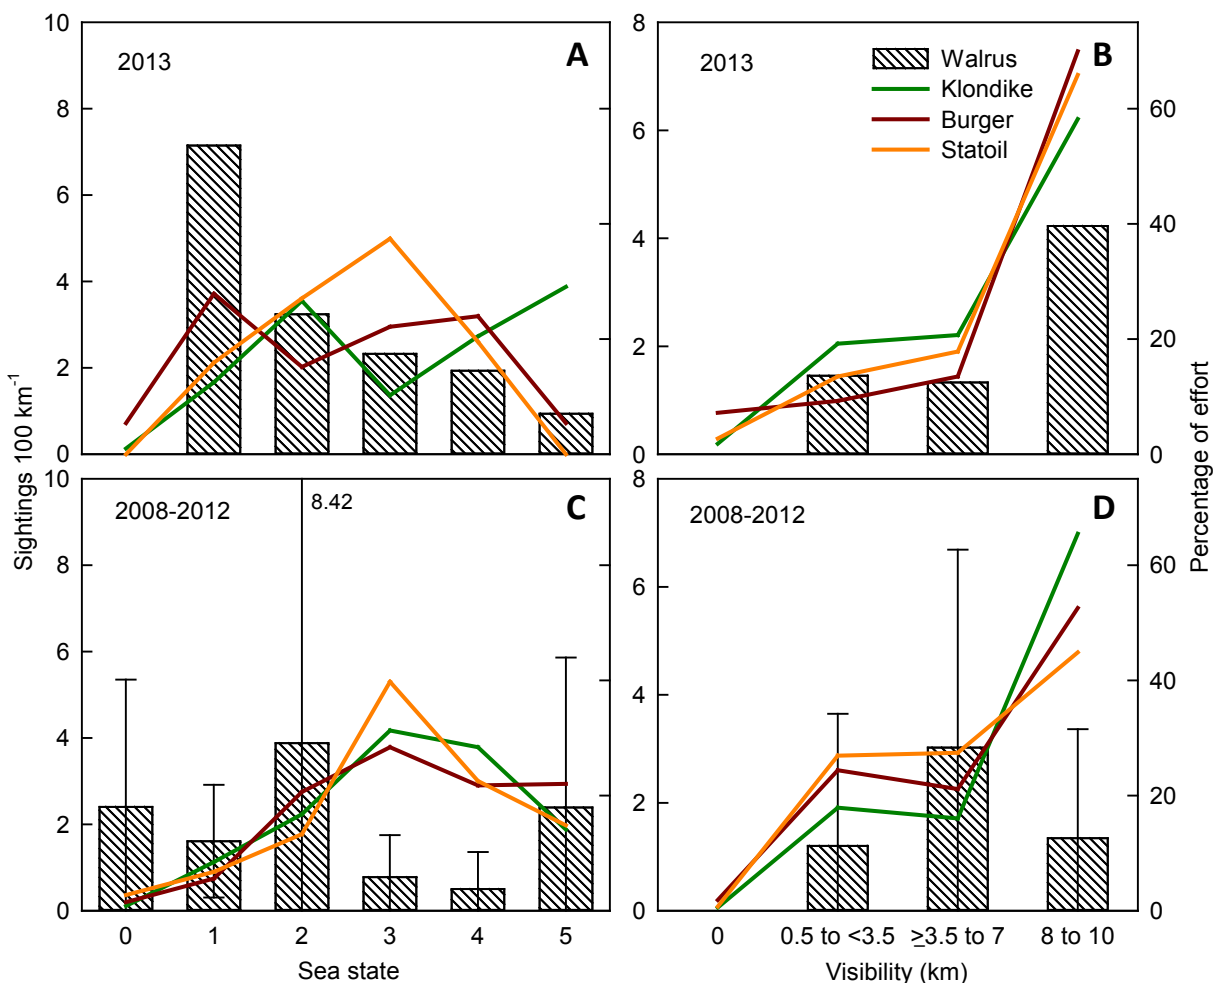 10
8
6
4
2
0
2013
A
8
6
4
2
0
2013
B
Walrus
Klondike
Burger
Statoil
60
40
20
0
Sightings 100 km-1
Percentage of effort
10
8
6
4
2
0
2008-2012
8.42
C
0 1 2 3 4 5
Sea state
8
6
4
2
0
2008-2012
D
60
40
20
0
0 0.5 to <3.5 ≥3.5 to 7 8 to 10
Visibility (km)